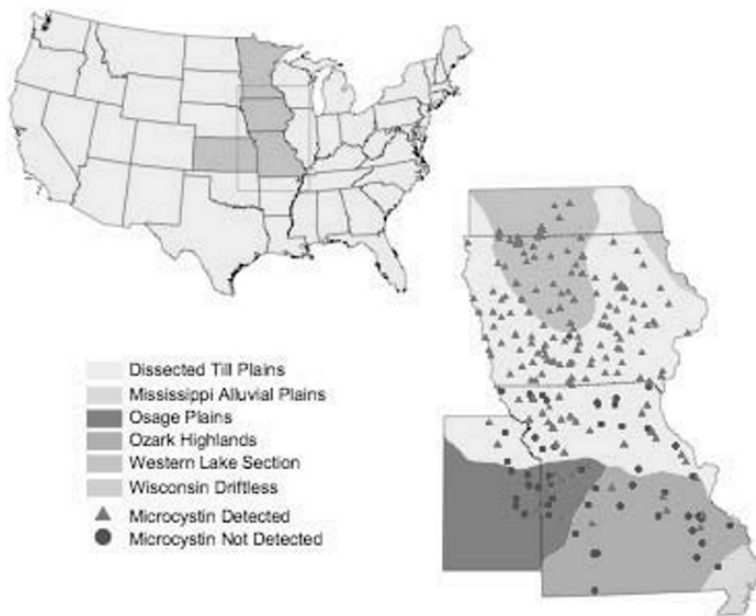 Dissected Till Plains
Mississippi Alluvial Plains
Osage Plains
Ozark Highlands
Western Lake Section
Wisconsin Driftless
Microcystin Detected
Microcystin Not Detected